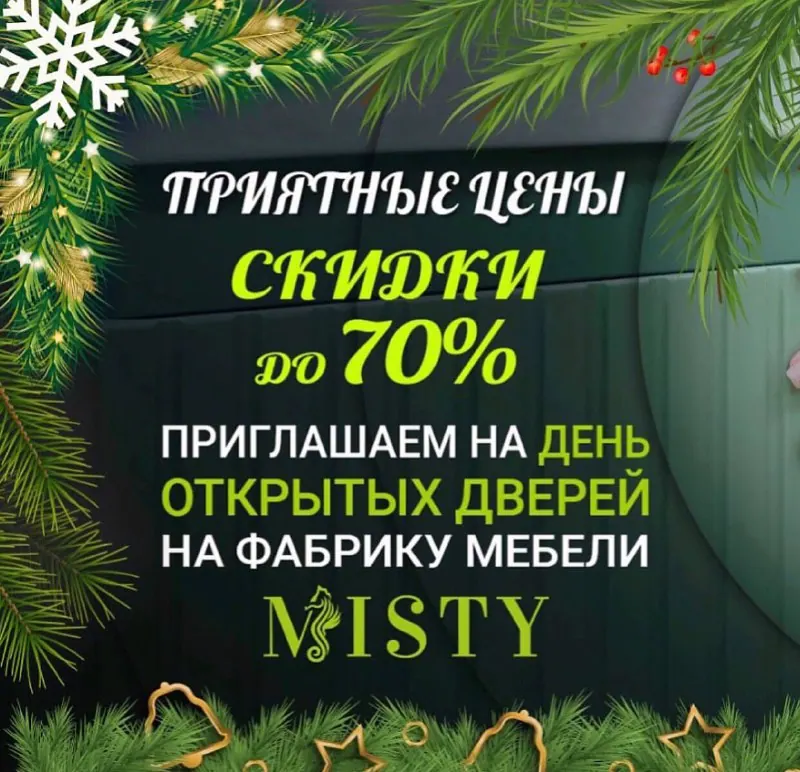 ПРИЯТНЫЕ ЦЕНЫ
СКИДКИ
ДО 70%
ПРИГЛАШАЕМ НА ДЕНЬ
ОТКРЫТЫХ ДВЕРЕЙ
НА ФАБРИКУ МЕБЕЛИ
MISTY